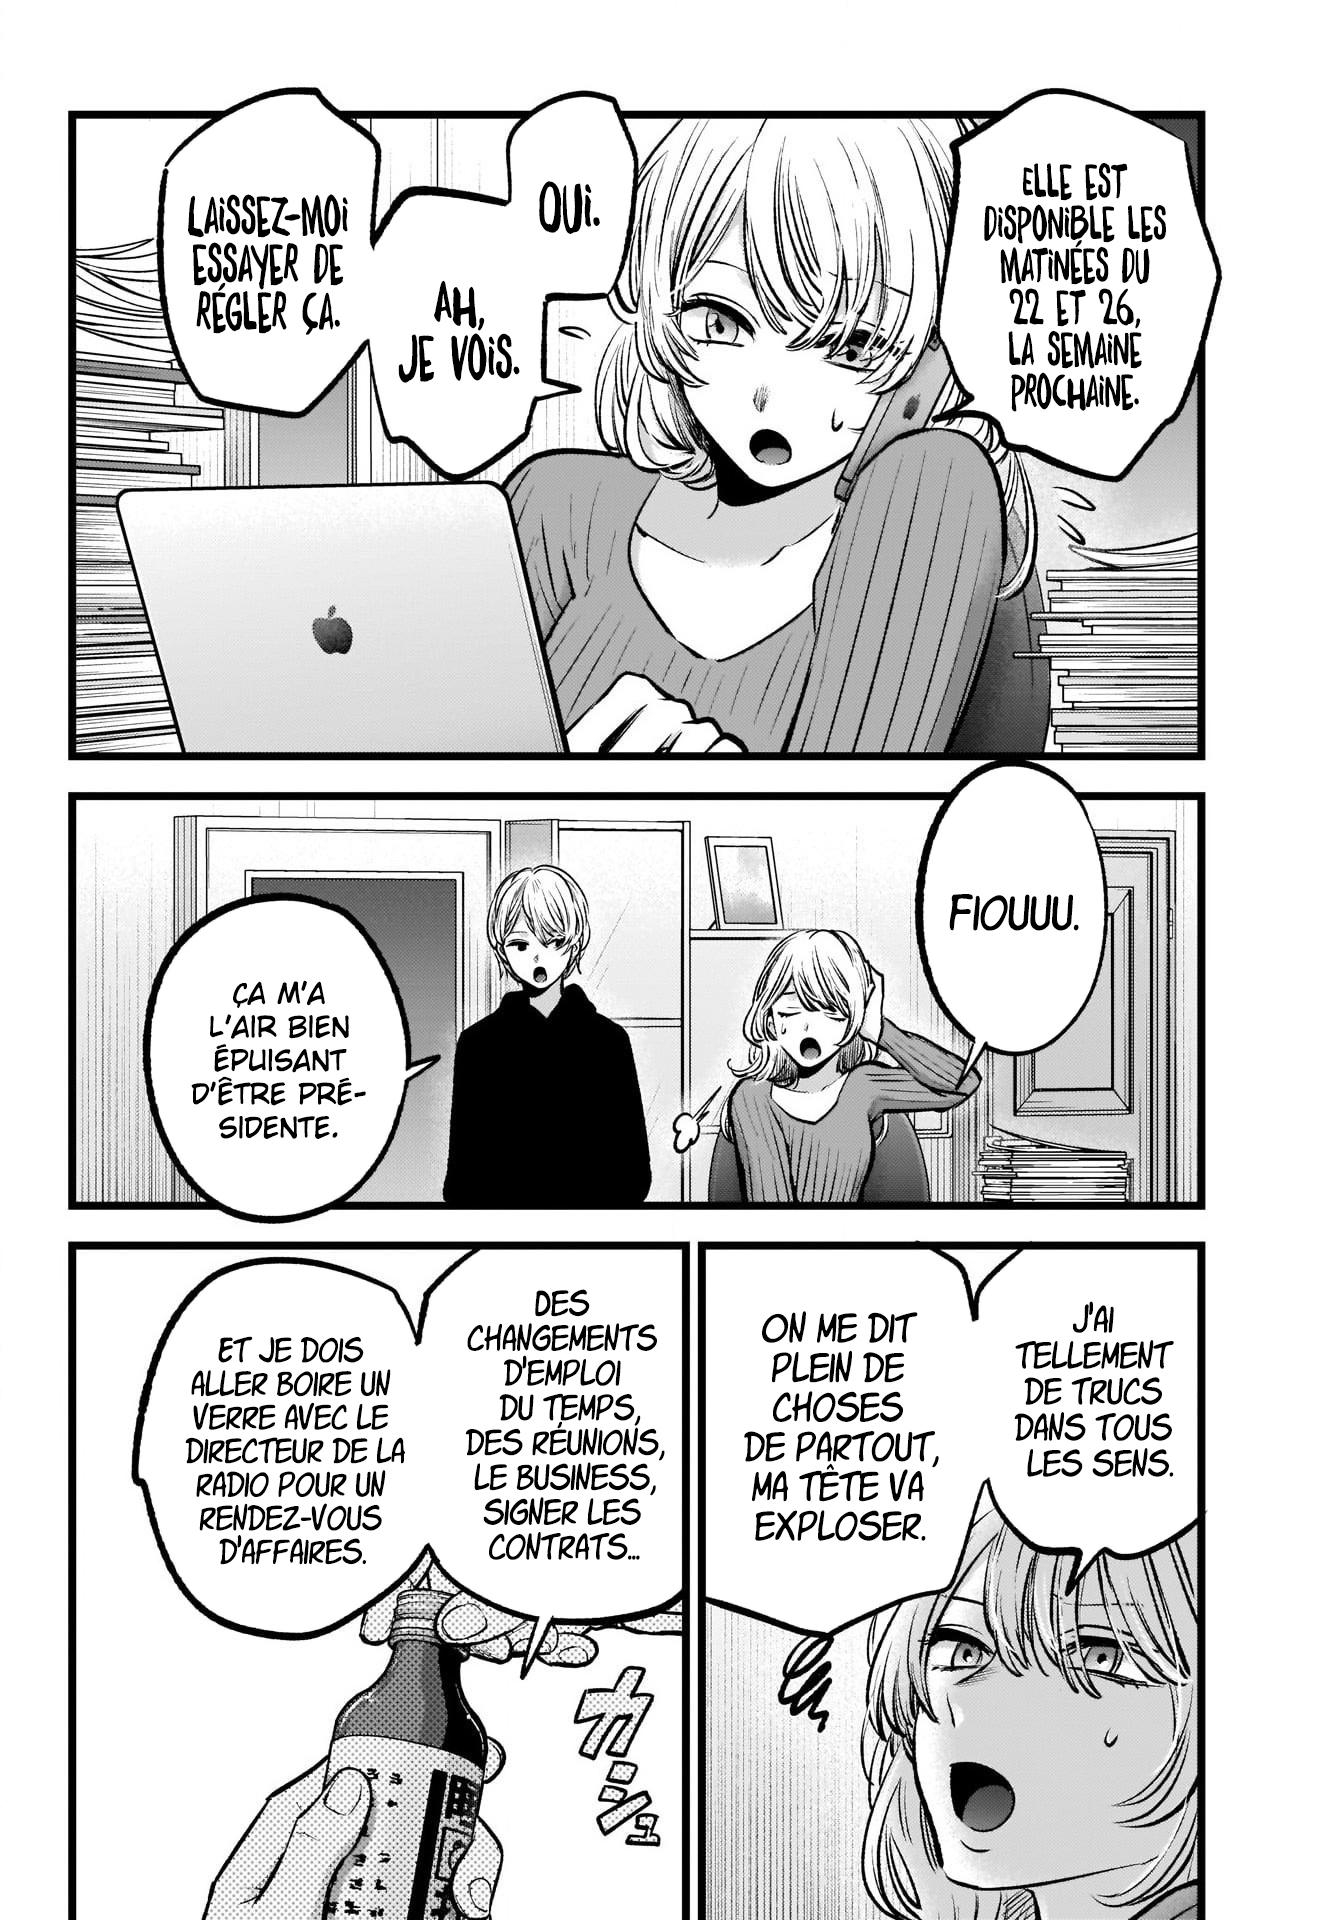 ELLE EST
DISPONIBLE LES
MATINÉES DU
22 ET 26,
LA SEMAINE
PROCHAINE.
OUI.
AH,
JE VOIS.
LAISSEZ-MOI
ESSAYER DE
RÉGLER ÇA.
FIOUUU.
ÇA M'A
L'AIR BIEN
ÉPUISANT
D'ÊTRE PRÉ-
SIDENTE.
J'AI
TELLEMENT
DE TRUCS
DANS TOUS
LES SENS.
ON ME DIT
PLEIN DE
CHOSES
DE PARTOUT,
MA TÊTE VA
EXPLOSER.
DES
CHANGEMENTS
D'EMPLOI
DU TEMPS,
DES RÉUNIONS,
LE BUSINESS,
SIGNER LES
CONTRATS...
ET JE DOIS
ALLER BOIRE UN
VERRE AVEC LE
DIRECTEUR DE LA
RADIO POUR UN
RENDEZ-VOUS
D'AFFAIRES.
カシュ